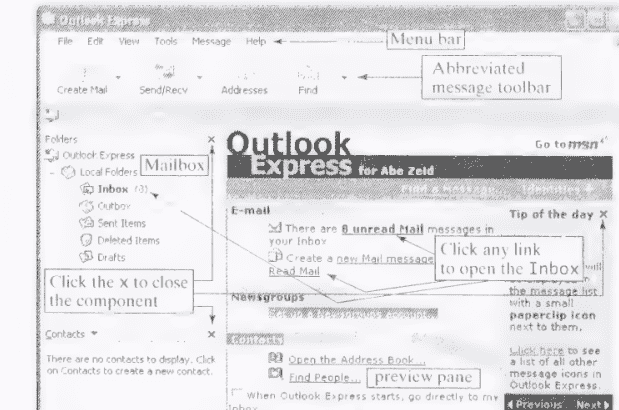 Outlook Express
File Edit View Tools Message Help
Menu bar
Create Mail Send/Recv Addresses Find
Abbreviated
message toolbar
Folders x
Outlook Express
Mailbox
Local Folders
Inbox
Outbox
Sent Items
Deleted Items
Drafts
Click the x to close
the component
Contacts x
There are no contacts to display. Click
on Contacts to create a new contact.
Outlook
Express for Abe Zeid
Go to msn
Find a Message... Identities
E-mail
There are 8 unread Mail messages in
your Inbox
Create a new Mail message
Read Mail
Click any link
to open the Inbox
Newsgroups
Contacts
Open the Address Book...
Find People...
preview pane
When Outlook Express starts, go directly to my
Inbox.
Tip of the day x
will
the message list
with a small
paperclip icon
next to them.
Click here to see
a list of all other
message icons in
Outlook Express.
Previous Next